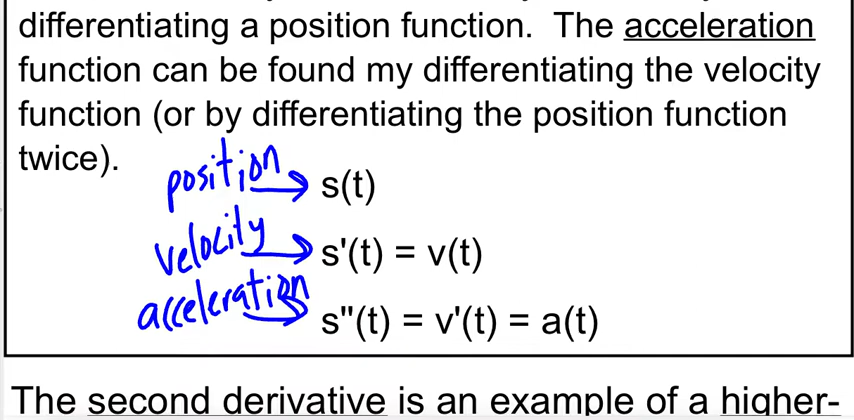 differentiating a position function. The acceleration
function can be found my differentiating the velocity
function (or by differentiating the position function
twice).
position s(t)
velocity s'(t) = v(t)
acceleration s"(t) = v'(t) = a(t)
The second derivative is an example of a higher-